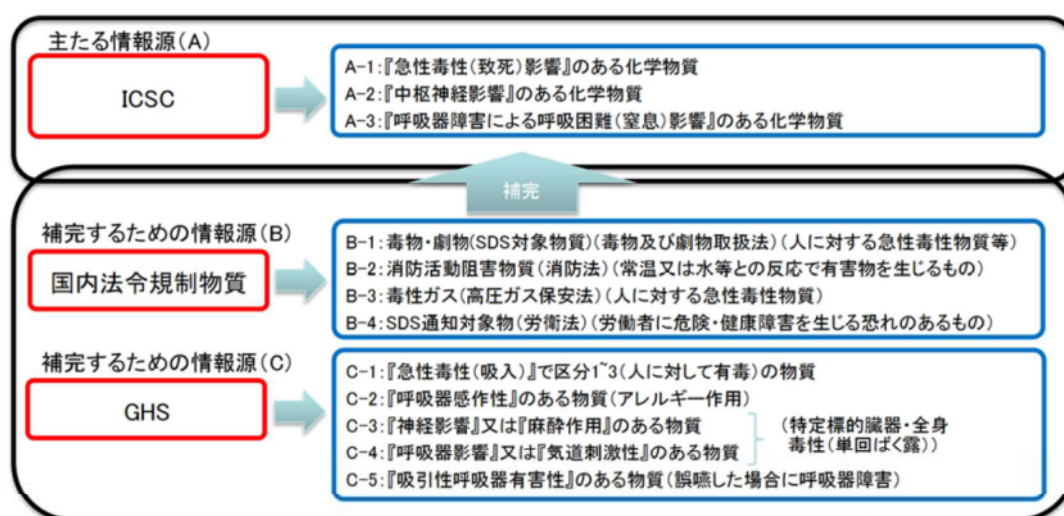 主たる情報源(A)
ICSC
A-1:『急性毒性(致死)影響』のある化学物質
A-2:『中枢神経影響』のある化学物質
A-3:『呼吸器障害による呼吸困難(窒息)影響』のある化学物質
補完
補完するための情報源(B)
国内法令規制物質
B-1:毒物・劇物(SDS対象物質)(毒物及び劇物取扱法)(人に対する急性毒性物質等)
B-2:消防活動阻害物質(消防法)(常温又は水等との反応で有害物を生じるもの)
B-3:毒性ガス(高圧ガス保安法)(人に対する急性毒性物質)
B-4:SDS通知対象物(労衛法)(労働者に危険・健康障害を生じる恐れのあるもの)
補完するための情報源(C)
GHS
C-1:『急性毒性(吸入)』で区分1~3(人に対して有毒)の物質
C-2:『呼吸器感作性』のある物質(アレルギー作用)
C-3:『神経影響』又は『麻酔作用』のある物質
C-4:『呼吸器影響』又は『気道刺激性』のある物質
(特定標的臓器・全身
毒性(単回ばく露))
C-5:『吸引性呼吸器有害性』のある物質(誤嚥した場合に呼吸器障害)